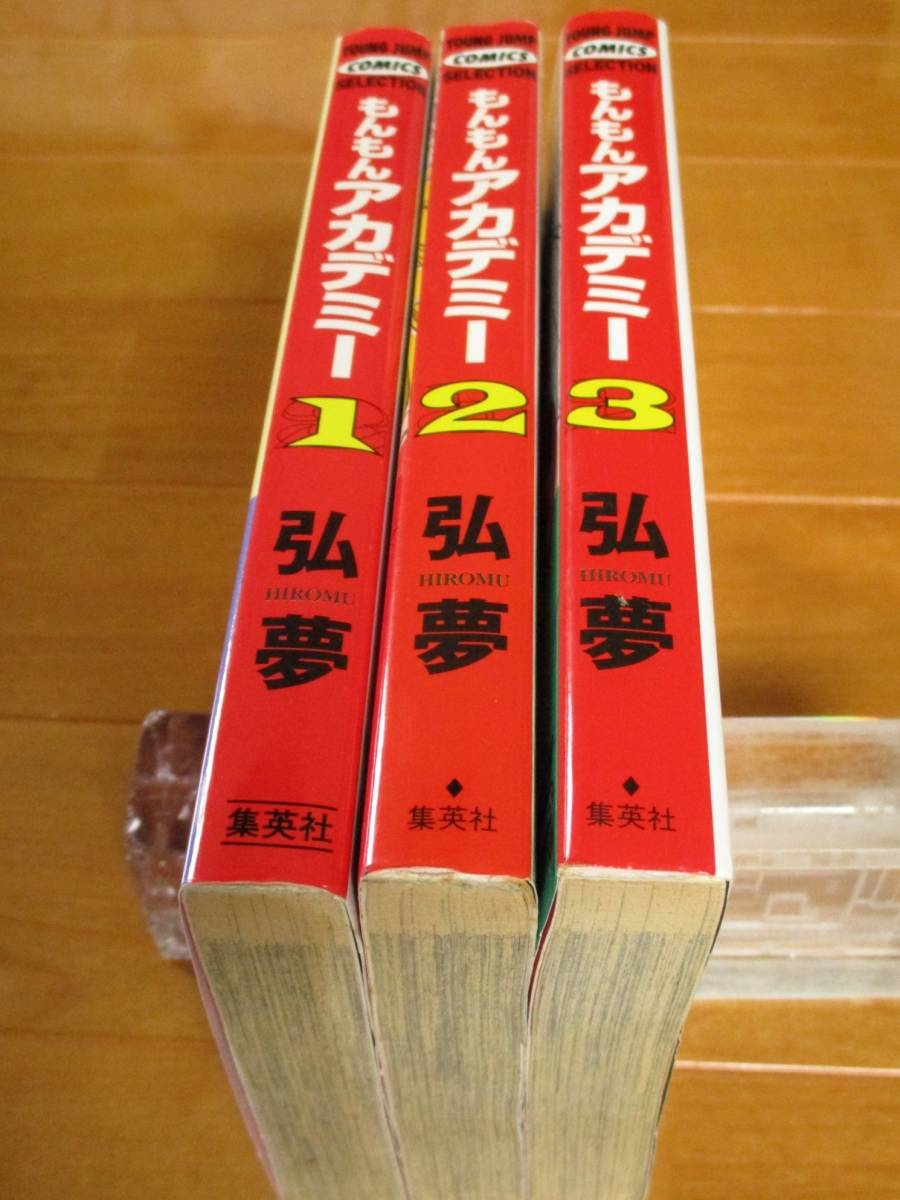 YOUNG JUMP
COMICS
SELECTION
もんもんアカデミー
1
弘
HIROMU
夢
集英社
YOUNG JUMP
COMICS
SELECTION
もんもんアカデミー
2
弘
HIROMU
夢
◆
集英社
YOUNG JUMP
COMICS
SELECTION
もんもんアカデミー
3
弘
HIROMU
夢
◆
集英社